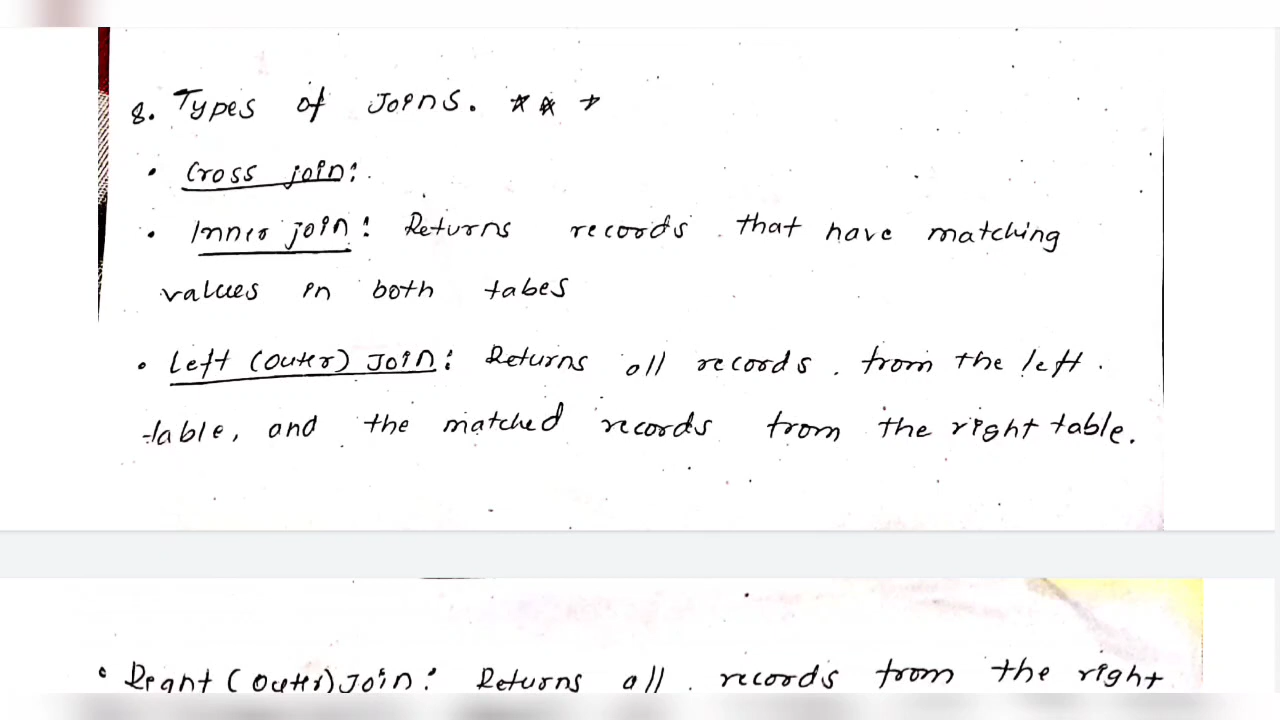 8. Types of Joins. ***
• Cross join:
• Inner join: Returns records that have matching
values in both tabes
• Left (outer) Join: Returns all records from the left
table, and the matched records from the right table.
• Right (outer) Join: Returns all records from the right